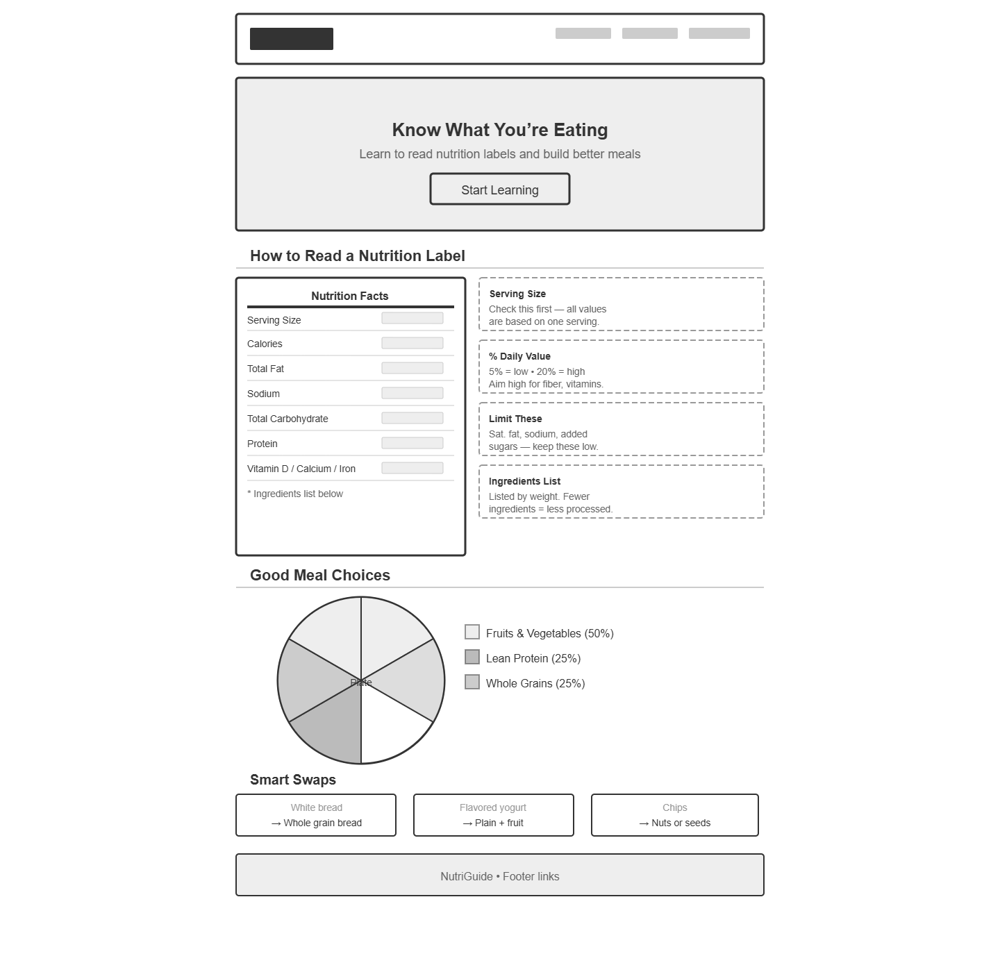 Know What You’re Eating
Learn to read nutrition labels and build better meals
Start Learning
How to Read a Nutrition Label
Nutrition Facts
Serving Size
Calories
Total Fat
Sodium
Total Carbohydrate
Protein
Vitamin D / Calcium / Iron
* Ingredients list below
Serving Size
Check this first — all values
are based on one serving.
% Daily Value
5% = low • 20% = high
Aim high for fiber, vitamins.
Limit These
Sat. fat, sodium, added
sugars — keep these low.
Ingredients List
Listed by weight. Fewer
ingredients = less processed.
Good Meal Choices
Plate
Fruits & Vegetables (50%)
Lean Protein (25%)
Whole Grains (25%)
Smart Swaps
White bread
→ Whole grain bread
Flavored yogurt
→ Plain + fruit
Chips
→ Nuts or seeds
NutriGuide • Footer links